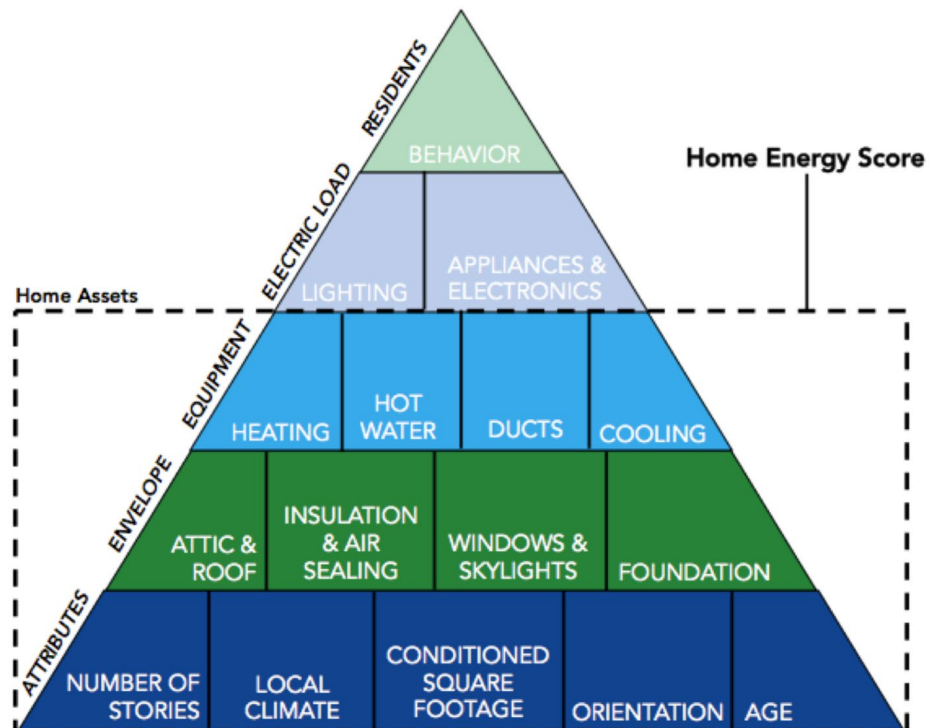 RESIDENTS
BEHAVIOR
Home Energy Score
ELECTRIC LOAD
LIGHTING
APPLIANCES &
ELECTRONICS
Home Assets
EQUIPMENT
HEATING
HOT
WATER
DUCTS
COOLING
ENVELOPE
ATTIC &
ROOF
INSULATION
& AIR
SEALING
WINDOWS &
SKYLIGHTS
FOUNDATION
ATTRIBUTES
NUMBER OF
STORIES
LOCAL
CLIMATE
CONDITIONED
SQUARE
FOOTAGE
ORIENTATION
AGE